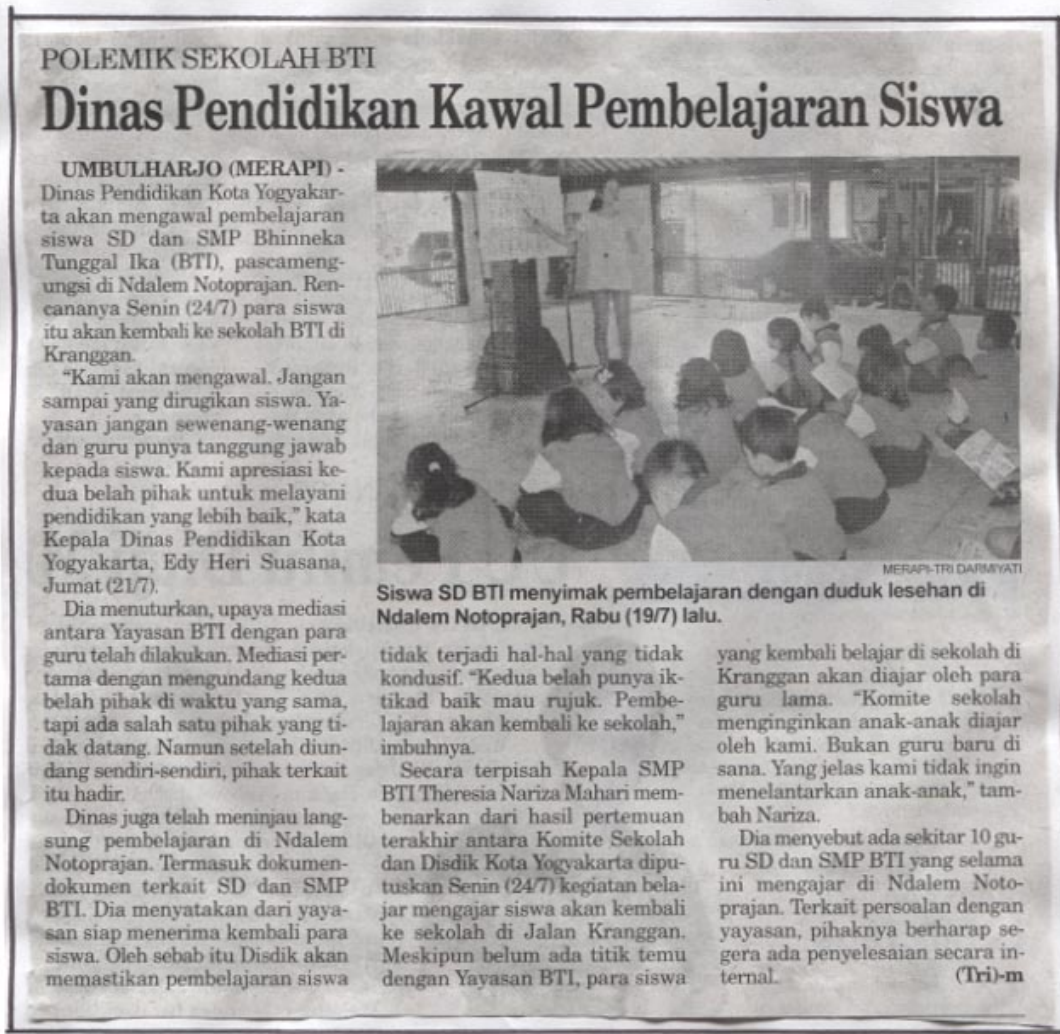 POLEMIK SEKOLAH BTI
Dinas Pendidikan Kawal Pembelajaran Siswa
UMBULHARJO (MERAPI) -
Dinas Pendidikan Kota Yogyakar-
ta akan mengawal pembelajaran
siswa SD dan SMP Bhinneka
Tunggal Ika (BTI), pascameng-
ungsi di Ndalem Notoprajan. Ren-
cananya Senin (24/7) para siswa
itu akan kembali ke sekolah BTI di
Kranggan.
"Kami akan mengawal. Jangan
sampai yang dirugikan siswa. Ya-
yasan jangan sewenang-wenang
dan guru punya tanggung jawab
kepada siswa. Kami apresiasi ke-
dua belah pihak untuk melayani
pendidikan yang lebih baik," kata
Kepala Dinas Pendidikan Kota
Yogyakarta, Edy Heri Suasana,
Jumat (21/7).
Dia menuturkan, upaya mediasi
antara Yayasan BTI dengan para
guru telah dilakukan. Mediasi per-
tama dengan mengundang kedua
belah pihak di waktu yang sama,
tapi ada salah satu pihak yang ti-
dak datang. Namun setelah diun-
dang sendiri-sendiri, pihak terkait
itu hadir.
Dinas juga telah meninjau lang-
sung pembelajaran di Ndalem
Notoprajan. Termasuk dokumen-
dokumen terkait SD dan SMP
BTI. Dia menyatakan dari yaya-
san siap menerima kembali para
siswa. Oleh sebab itu Disdik akan
memastikan pembelajaran siswa
MERAPI-TRI DARMIYATI
Siswa SD BTI menyimak pembelajaran dengan duduk lesehan di
Ndalem Notoprajan, Rabu (19/7) lalu.
tidak terjadi hal-hal yang tidak
kondusif. "Kedua belah punya ik-
tikad baik mau rujuk. Pembe-
lajaran akan kembali ke sekolah,"
imbuhnya.
Secara terpisah Kepala SMP
BTI Theresia Nariza Mahari mem-
benarkan dari hasil pertemuan
terakhir antara Komite Sekolah
dan Disdik Kota Yogyakarta dipu-
tuskan Senin (24/7) kegiatan bela-
jar mengajar siswa akan kembali
ke sekolah di Jalan Kranggan.
Meskipun belum ada titik temu
dengan Yayasan BTI, para siswa
yang kembali belajar di sekolah di
Kranggan akan diajar oleh para
guru lama. "Komite sekolah
menginginkan anak-anak diajar
oleh kami. Bukan guru baru di
sana. Yang jelas kami tidak ingin
menelantarkan anak-anak," tam-
bah Nariza.
Dia menyebut ada sekitar 10 gu-
ru SD dan SMP BTI yang selama
ini mengajar di Ndalem Noto-
prajan. Terkait persoalan dengan
yayasan, pihaknya berharap se-
gera ada penyelesaian secara in-
ternal. (Tri)-m